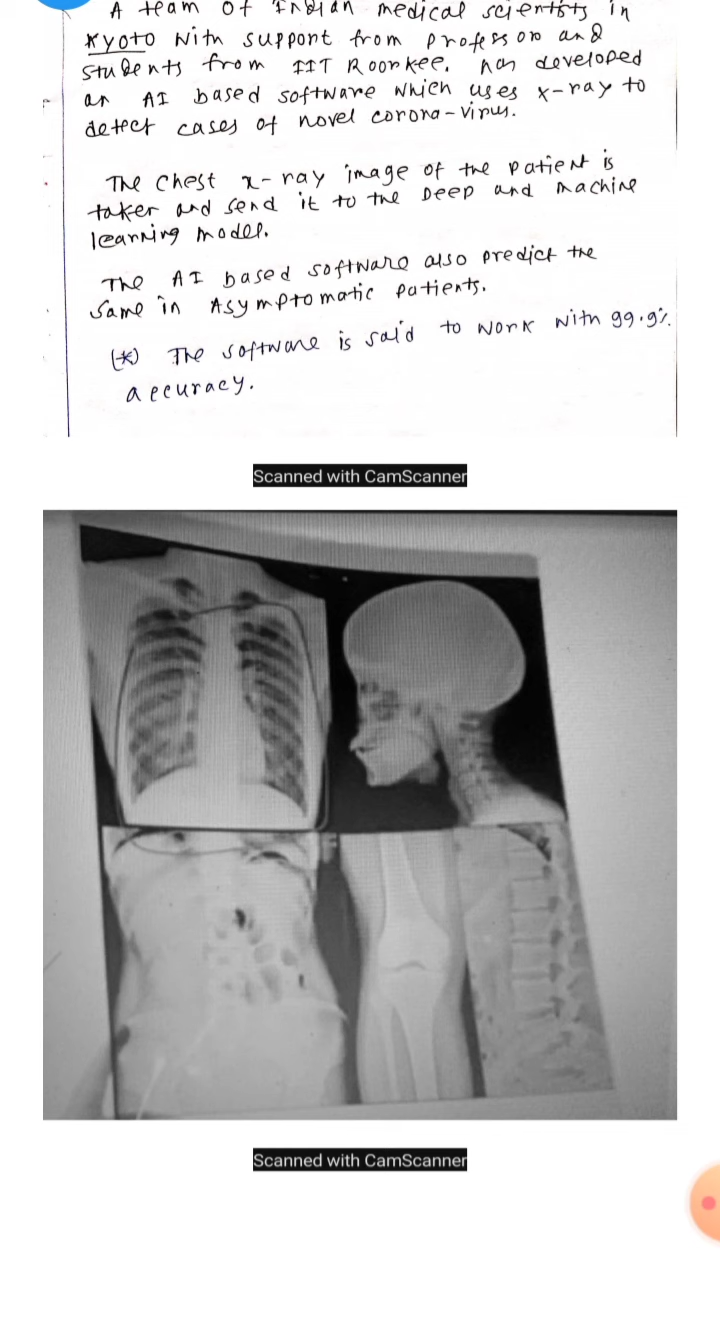 A team of Indian medical scientists in
Kyoto with support from Professor and
students from IIT Roorkee. has developed
an AI based software which uses x-ray to
detect cases of novel corona-virus.
The chest x-ray image of the patient is
taken and send it to the Deep and machine
learning model.
The AI based software also predict the
same in Asymptomatic patients.
(*) The software is said to work with 99.9%.
accuracy.
Scanned with CamScanner
Scanned with CamScanner